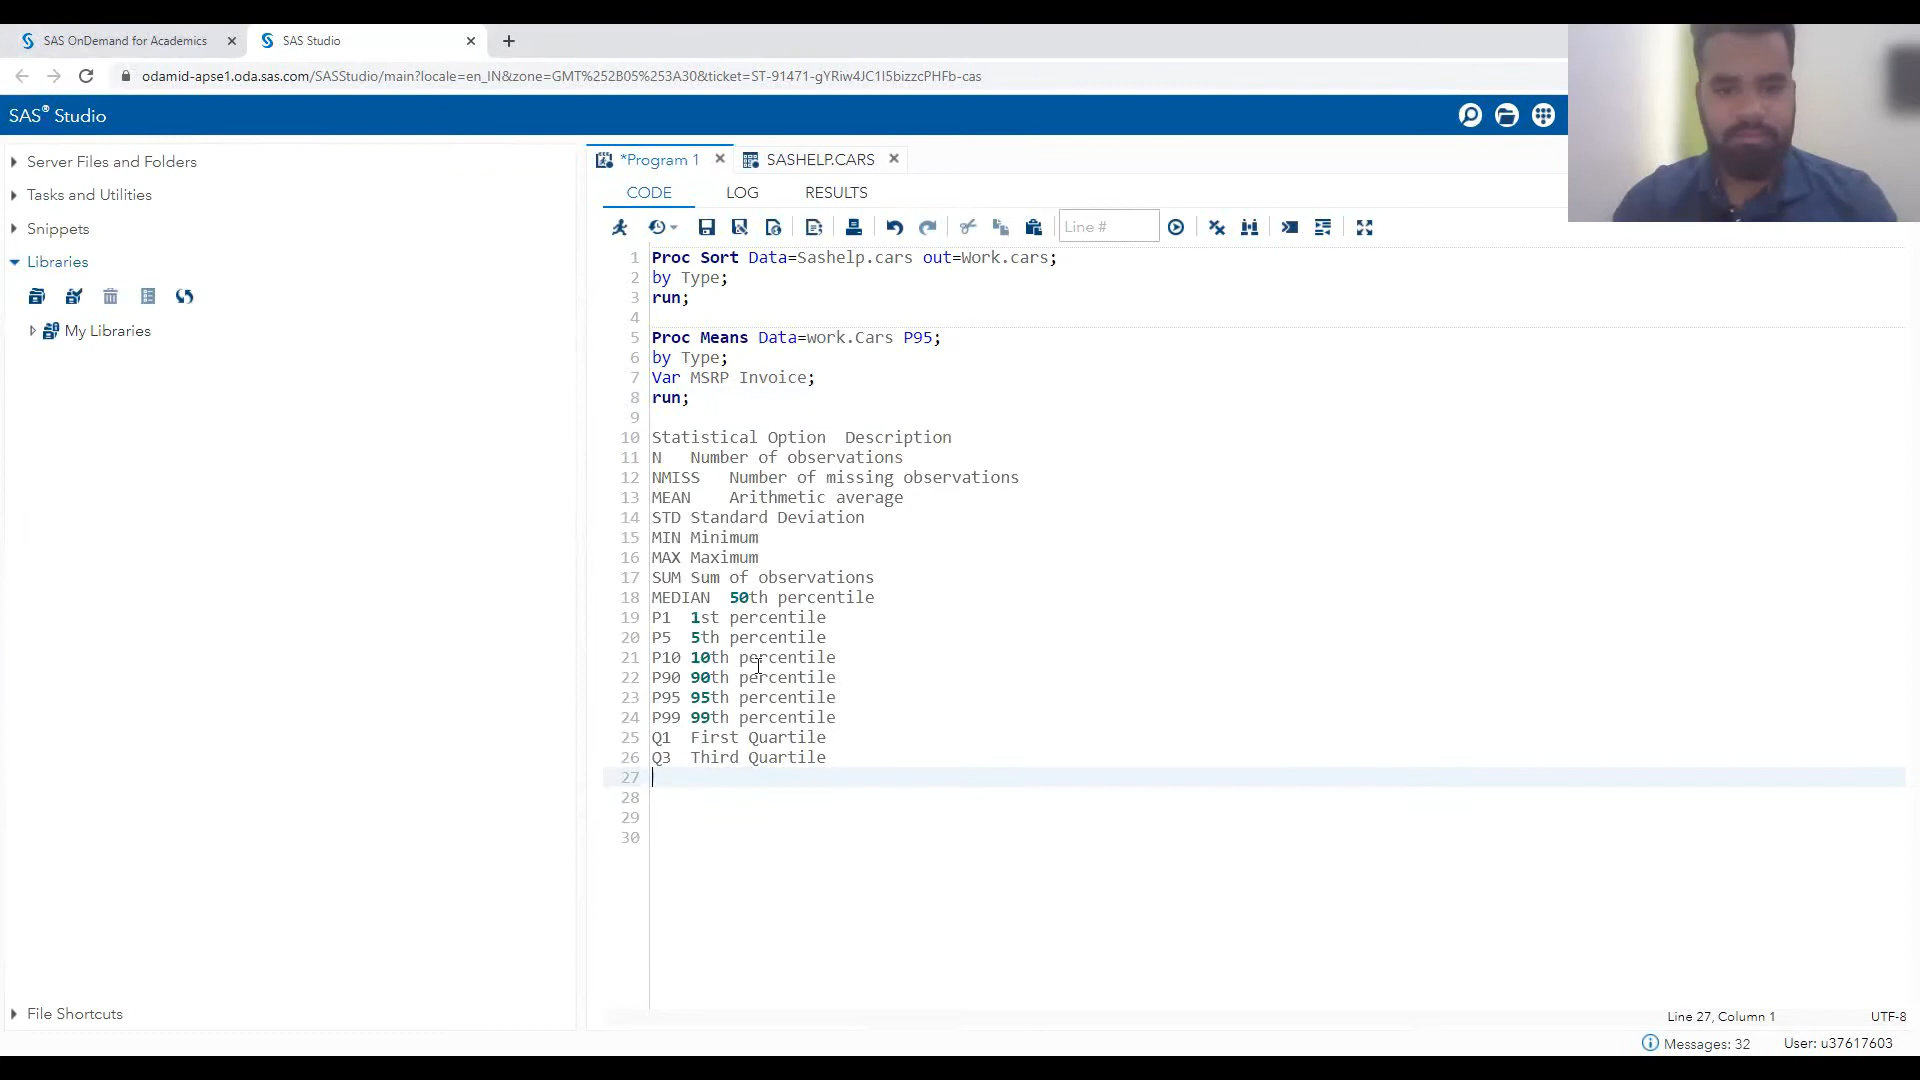 SAS OnDemand for Academics
SAS Studio
odamid-apse1.oda.sas.com/SASStudio/main?locale=en_IN&zone=GMT%252B05%253A30&ticket=ST-91471-gYRiw4JC1I5bizzcPHFb-cas
SAS® Studio
Server Files and Folders
Tasks and Utilities
Snippets
Libraries
My Libraries
File Shortcuts
*Program 1
SASHELP.CARS
CODE LOG RESULTS
Line #
1 Proc Sort Data=Sashelp.cars out=Work.cars;
2 by Type;
3 run;
4
5 Proc Means Data=work.Cars P95;
6 by Type;
7 Var MSRP Invoice;
8 run;
9
10 Statistical Option Description
11 N Number of observations
12 NMISS Number of missing observations
13 MEAN Arithmetic average
14 STD Standard Deviation
15 MIN Minimum
16 MAX Maximum
17 SUM Sum of observations
18 MEDIAN 50th percentile
19 P1 1st percentile
20 P5 5th percentile
21 P10 10th percentile
22 P90 90th percentile
23 P95 95th percentile
24 P99 99th percentile
25 Q1 First Quartile
26 Q3 Third Quartile
27
28
29
30
Line 27, Column 1
UTF-8
Messages: 32
User: u37617603